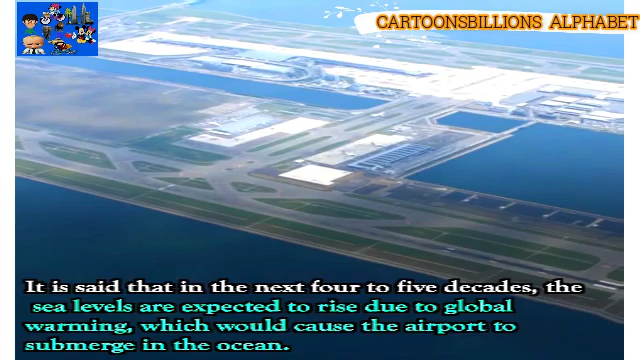 CARTOONSBILLIONS ALPHABET
It is said that in the next four to five decades, the
sea levels are expected to rise due to global
warming, which would cause the airport to
submerge in the ocean.